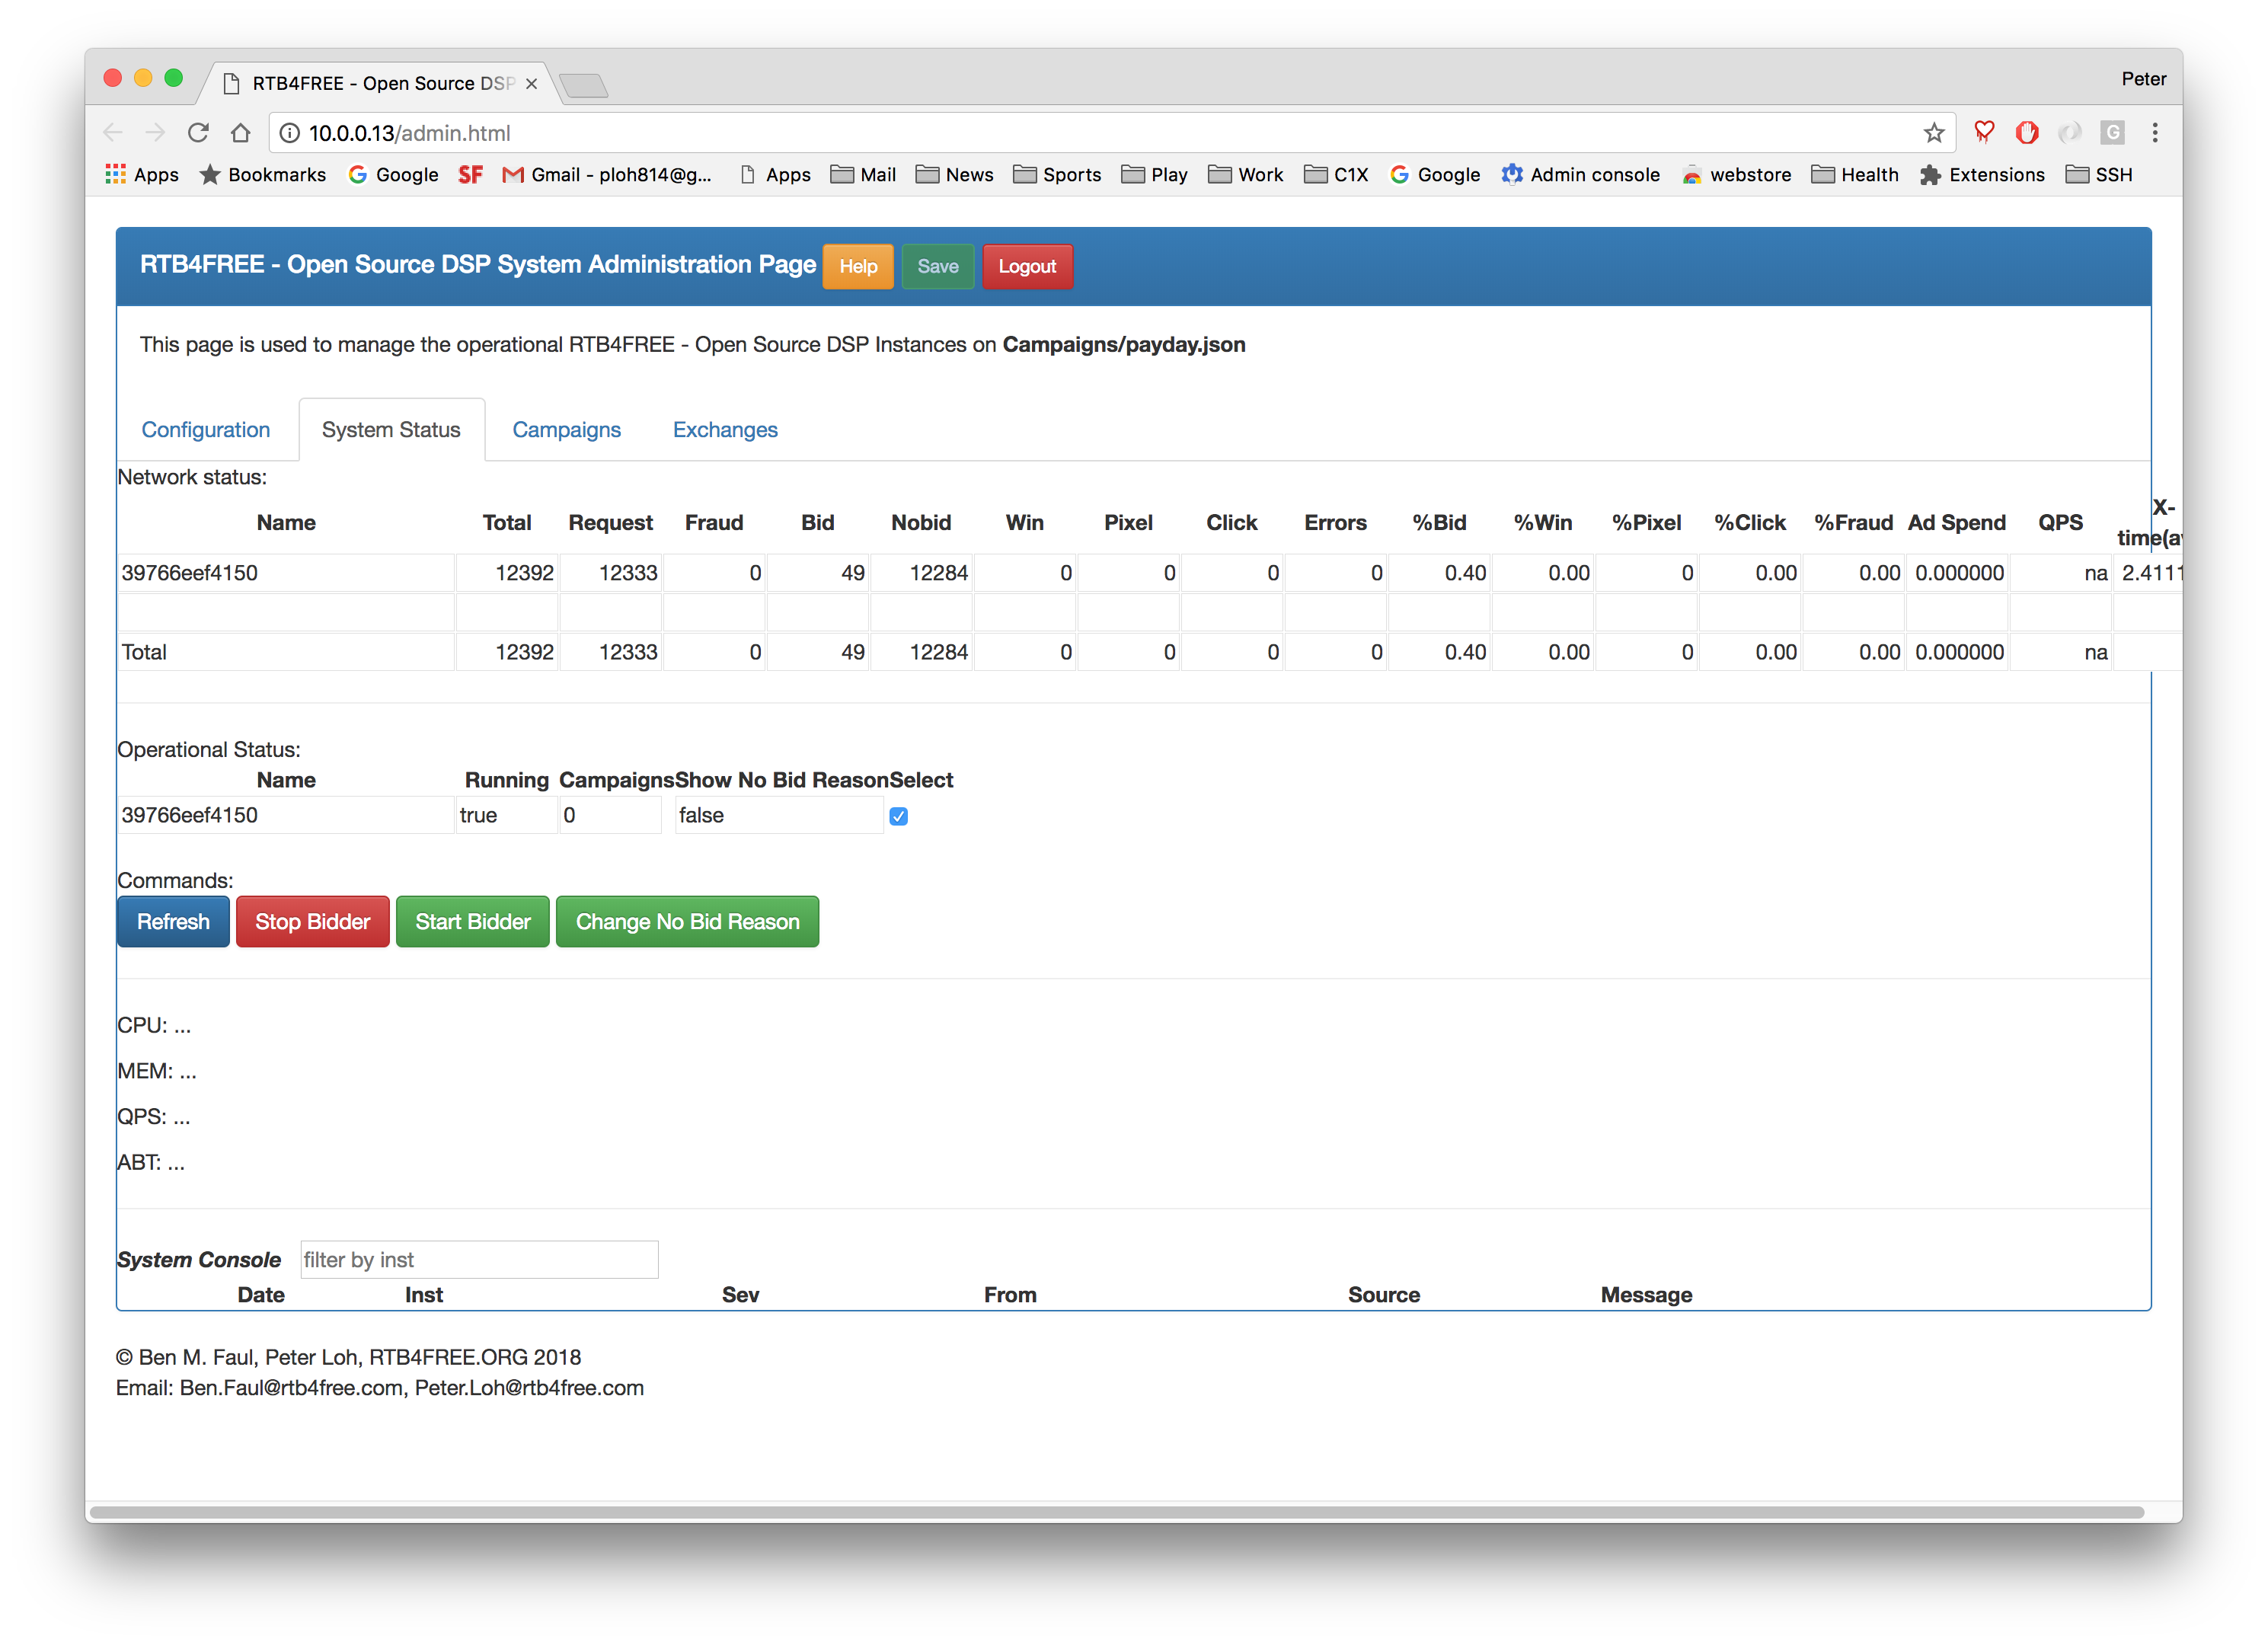 RTB4FREE - Open Source DSP
Peter
10.0.0.13/admin.html
G
Apps Bookmarks Google SF Gmail - ploh814@g... Apps Mail News Sports Play Work C1X Google Admin console webstore Health Extensions SSH
RTB4FREE - Open Source DSP System Administration Page Help Save Logout
This page is used to manage the operational RTB4FREE - Open Source DSP Instances on Campaigns/payday.json
Configuration System Status Campaigns Exchanges
Network status:
Name Total Request Fraud Bid Nobid Win Pixel Click Errors %Bid %Win %Pixel %Click %Fraud Ad Spend QPS X-
time(a
39766eef4150 12392 12333 0 49 12284 0 0 0 0 0.40 0.00 0 0.00 0.00 0.000000 na 2.4111
Total 12392 12333 0 49 12284 0 0 0 0 0.40 0.00 0 0.00 0.00 0.000000 na
Operational Status:
Name Running Campaigns Show No Bid Reason Select
39766eef4150 true 0 false
Commands:
Refresh Stop Bidder Start Bidder Change No Bid Reason
CPU: ...
MEM: ...
QPS: ...
ABT: ...
System Console filter by inst
Date Inst Sev From Source Message
© Ben M. Faul, Peter Loh, RTB4FREE.ORG 2018
Email: Ben.Faul@rtb4free.com, Peter.Loh@rtb4free.com